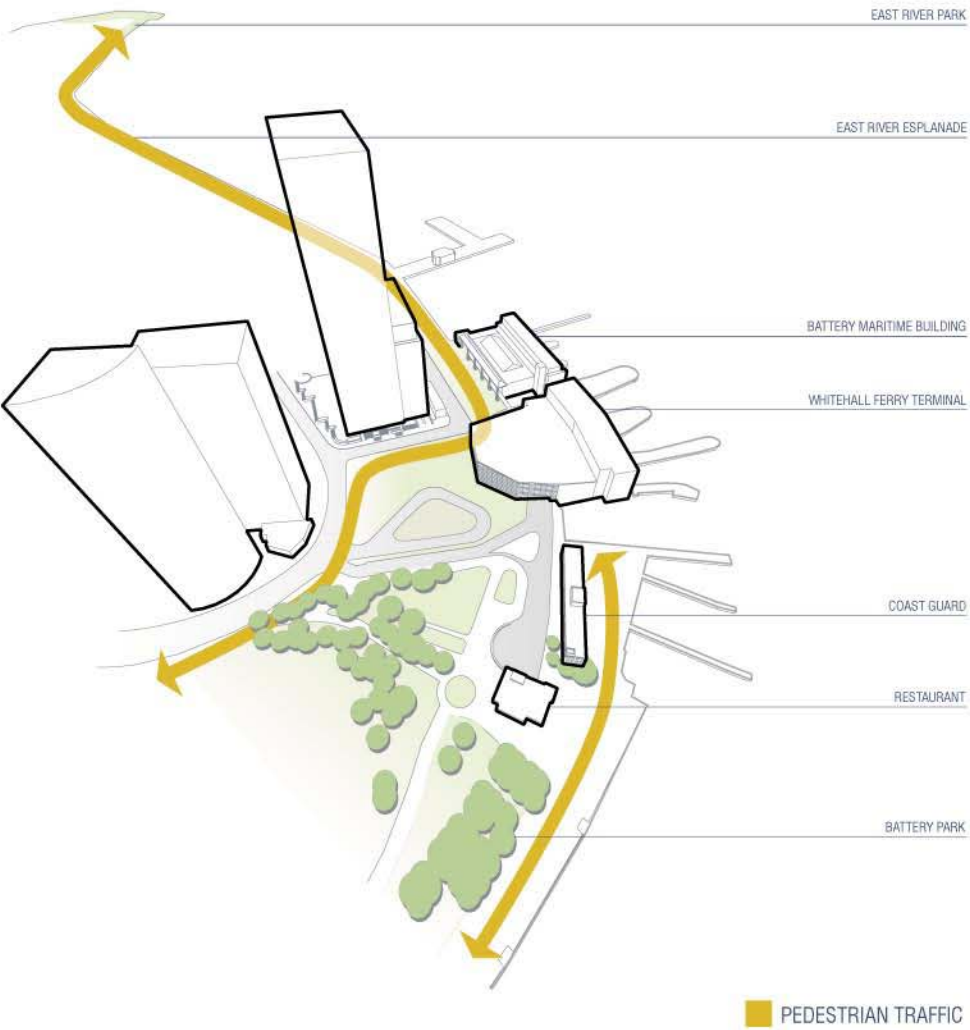 EAST RIVER PARK
EAST RIVER ESPLANADE
BATTERY MARITIME BUILDING
WHITEHALL FERRY TERMINAL
COAST GUARD
RESTAURANT
BATTERY PARK
PEDESTRIAN TRAFFIC